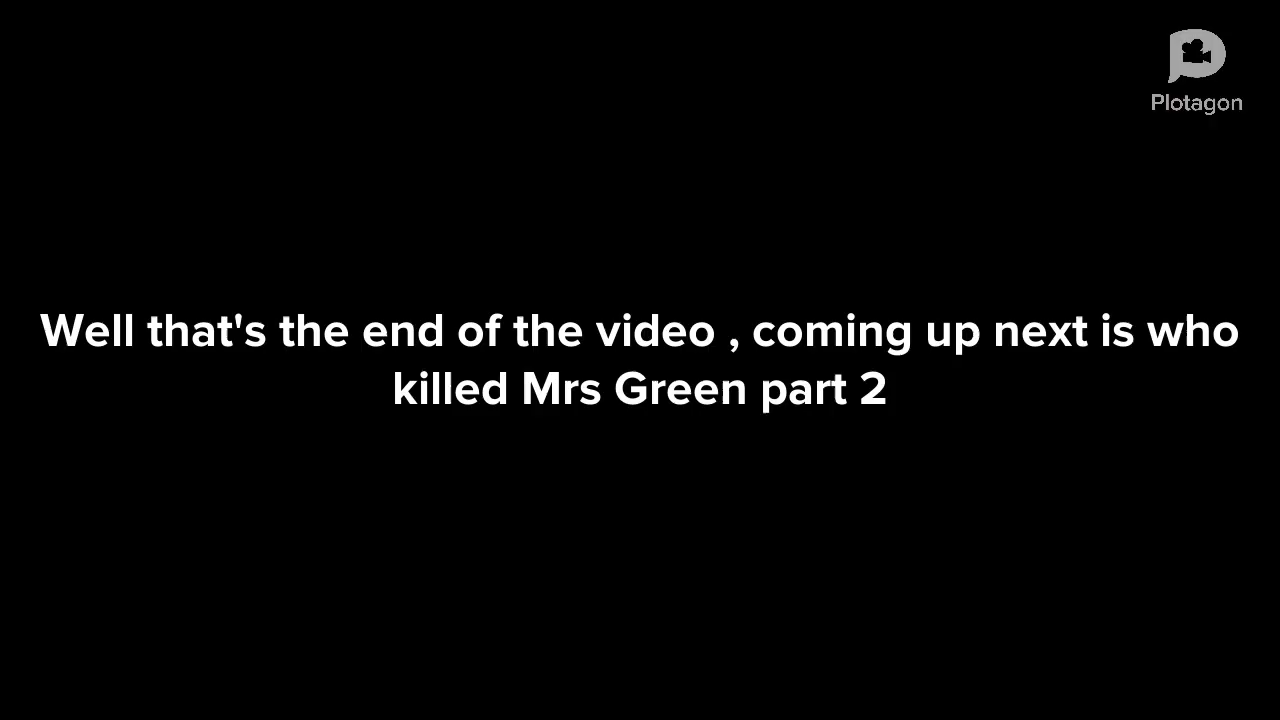 Plotagon
Well that's the end of the video , coming up next is who
killed Mrs Green part 2